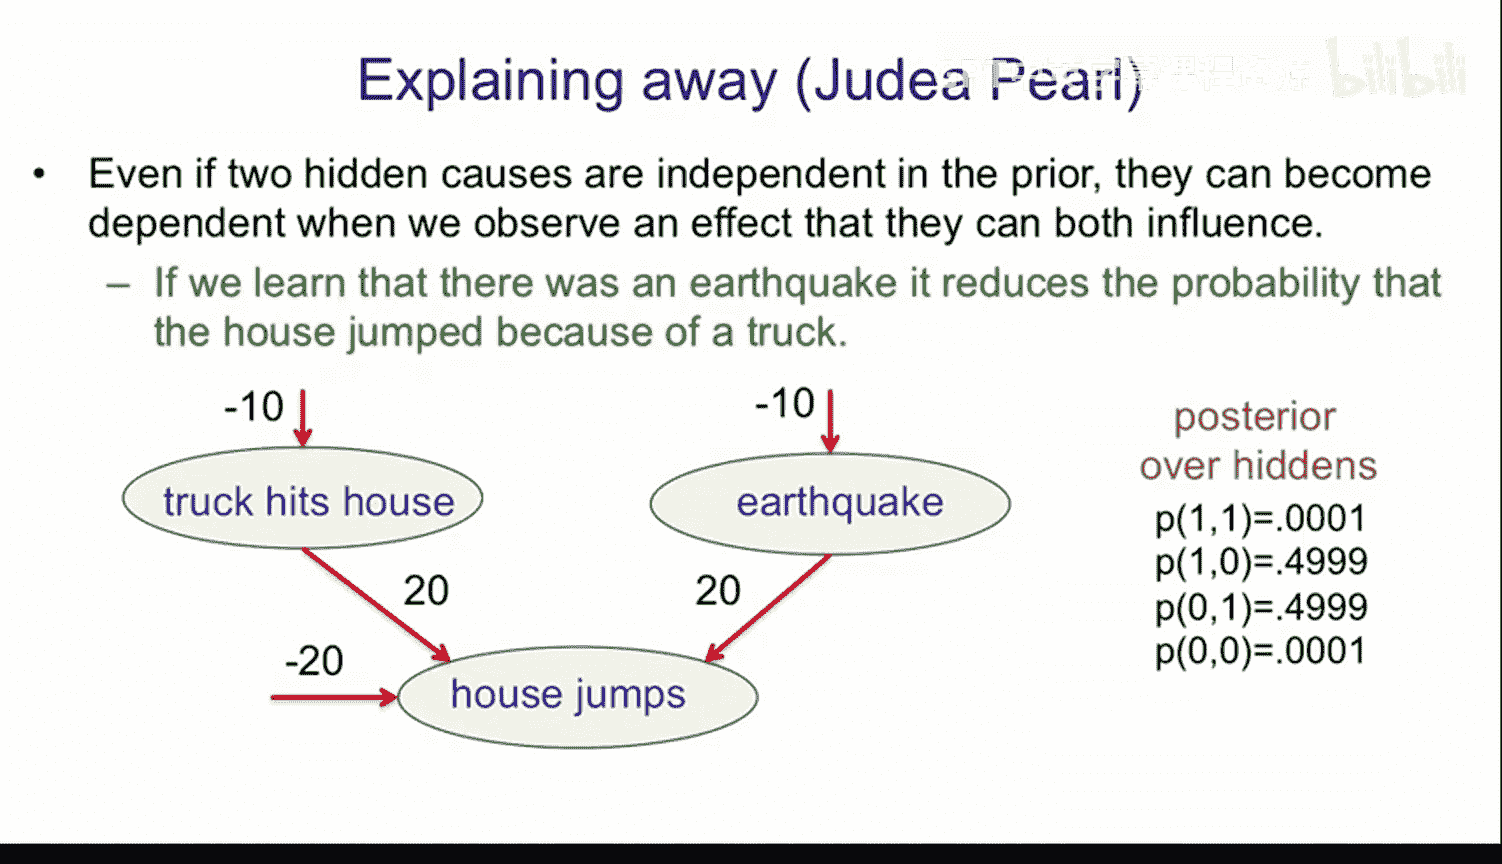 Explaining away (Judea Pearl)
bilibili
• Even if two hidden causes are independent in the prior, they can become
dependent when we observe an effect that they can both influence.
– If we learn that there was an earthquake it reduces the probability that
the house jumped because of a truck.
-10
-10
posterior
over hiddens
truck hits house
earthquake
p(1,1)=.0001
p(1,0)=.4999
20
20
p(0,1)=.4999
p(0,0)=.0001
-20
house jumps